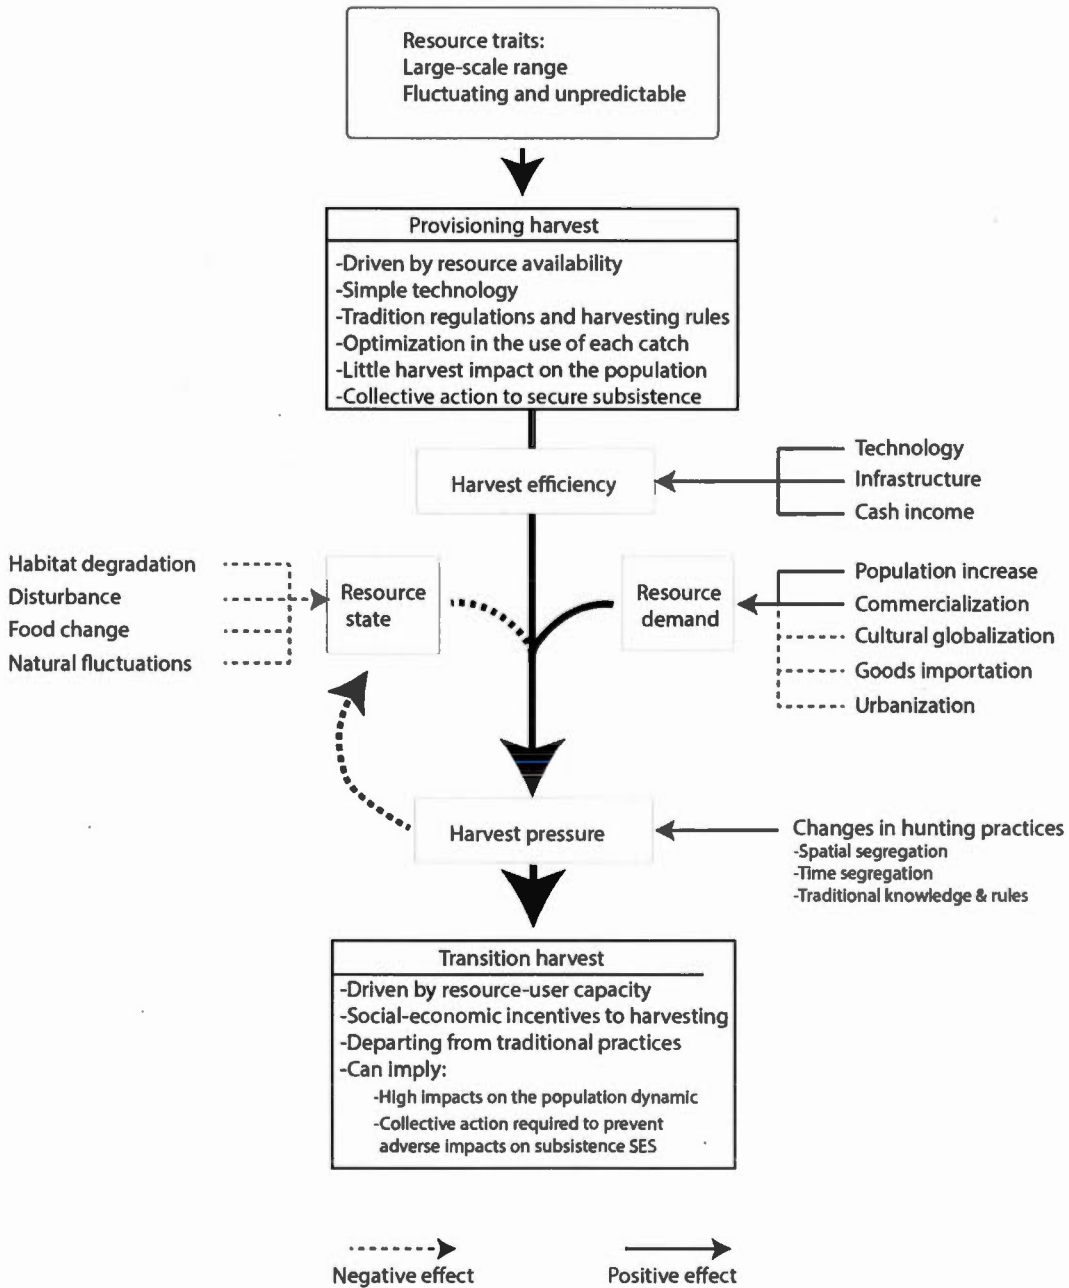 Resource traits:
Large-scale range
Fluctuating and unpredictable
Provisioning harvest
-Driven by resource availability
-Simple technology
-Tradition regulations and harvesting rules
-Optimization in the use of each catch
-Little harvest impact on the population
-Collective action to secure subsistence
Harvest efficiency
Technology
Infrastructure
Cash income
Habitat degradation
Disturbance
Food change
Natural fluctuations
Resource
state
Resource
demand
Population increase
Commercialization
Cultural globalization
Goods importation
Urbanization
Harvest pressure
Changes in hunting practices
-Spatial segregation
-Time segregation
-Traditional knowledge & rules
Transition harvest
-Driven by resource-user capacity
-Social-economic incentives to harvesting
-Departing from traditional practices
-Can imply:
-High impacts on the population dynamic
-Collective action required to prevent
adverse impacts on subsistence SES
Negative effect
Positive effect